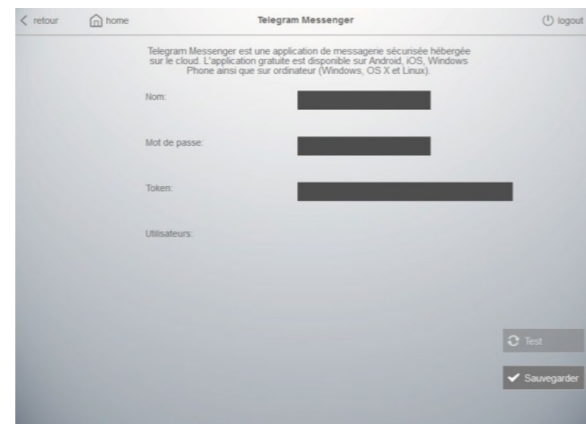 retour
home
Telegram Messenger
logout
Telegram Messenger est une application de messagerie sécurisée hébergée
sur le cloud. L'application gratuite est disponible sur Android, iOS, Windows
Phone ainsi que sur ordinateur (Windows, OS X et Linux).
Nom:
Mot de passe:
Token:
Utilisateurs:
Test
Sauvegarder